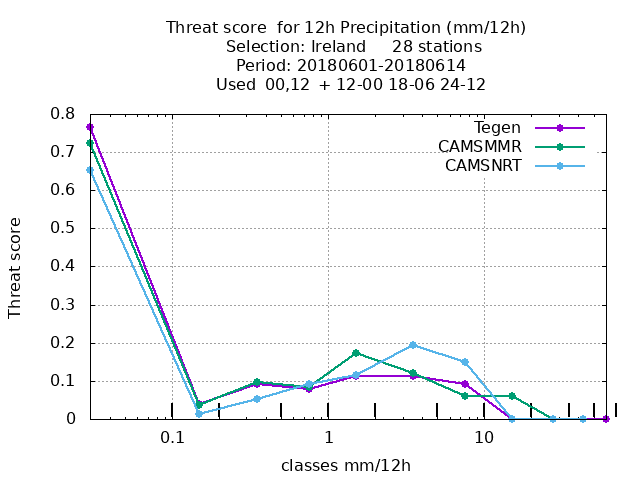 Threat score  for 12h Precipitation (mm/12h)
Selection: Ireland     28 stations
Period: 20180601-20180614
Used  00,12  + 12-00 18-06 24-12
Tegen
CAMSMMR
CAMSNRT
0.8
0.7
0.6
0.5
0.4
0.3
0.2
0.1
0
Threat score
0.1 1 10
classes mm/12h